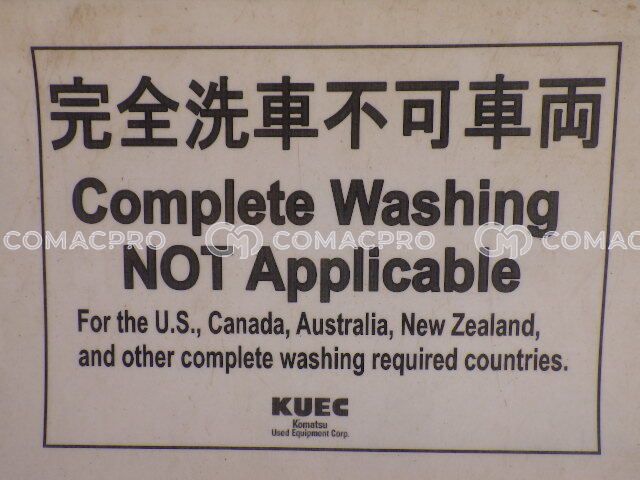 完全洗車不可車両
Complete Washing
COMACPRO COMACPRO COMACPRO
NOT Applicable
For the U.S., Canada, Australia, New Zealand,
and other complete washing required countries.
KUEC
Komatsu
Used Equipment Corp.